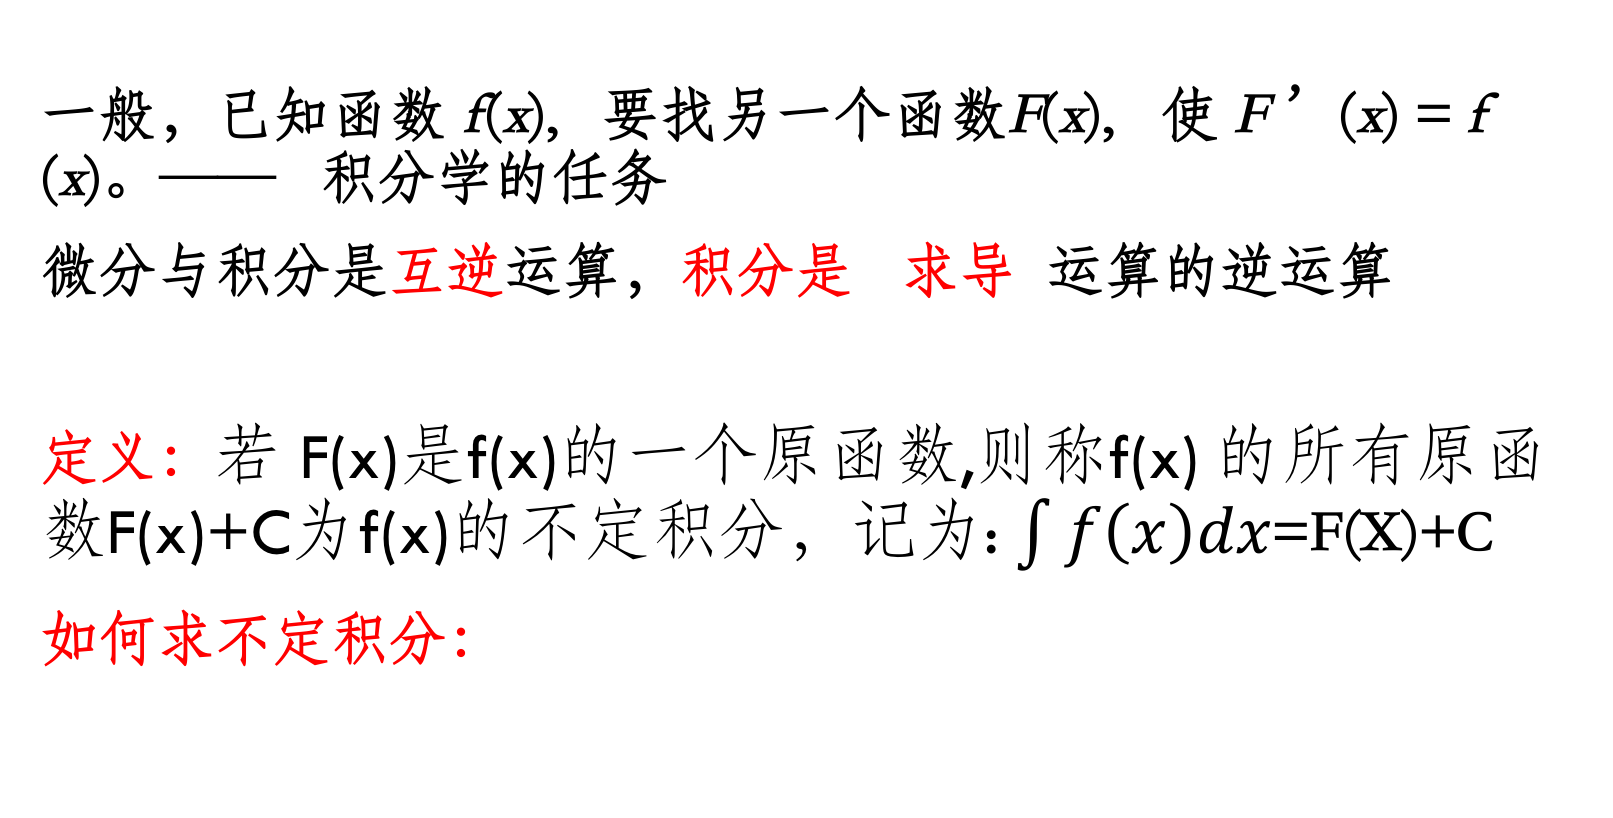 一般，已知函数 f(x)，要找另一个函数F(x)，使 F’(x) = f
(x)。—— 积分学的任务
微分与积分是互逆运算，积分是 求导 运算的逆运算
定义：若 F(x)是f(x)的一个原函数,则称f(x) 的所有原函
数F(x)+C为f(x)的不定积分，记为:∫f(x)dx=F(X)+C
如何求不定积分：